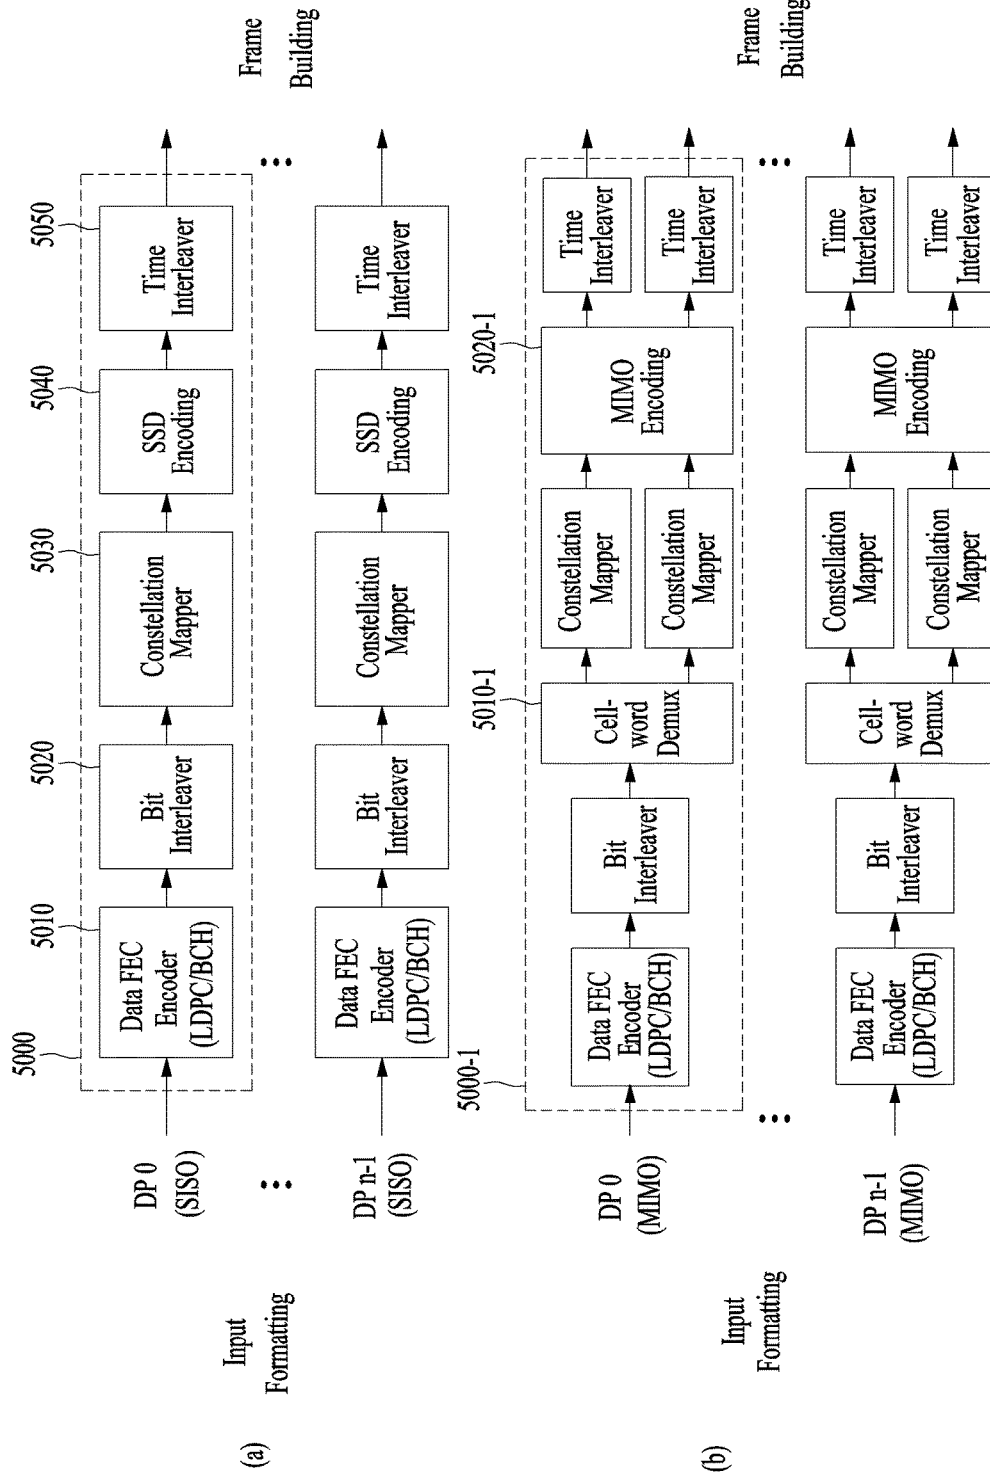 (a)
Input
Formatting
DP 0
(SISO)
5000
Data FEC
Encoder
(LDPC/BCH)
5010
Bit
Interleaver
5020
Constellation
Mapper
5030
SSD
Encoding
5040
Time
Interleaver
5050
Frame
Building
DP n-1
(SISO)
Data FEC
Encoder
(LDPC/BCH)
Bit
Interleaver
Constellation
Mapper
SSD
Encoding
Time
Interleaver
(b)
Input
Formatting
DP 0
(MIMO)
5000-1
Data FEC
Encoder
(LDPC/BCH)
Bit
Interleaver
5010-1
Cell-
word
Demux
Constellation
Mapper
Constellation
Mapper
5020-1
MIMO
Encoding
Time
Interleaver
Time
Interleaver
Frame
Building
DP n-1
(MIMO)
Data FEC
Encoder
(LDPC/BCH)
Bit
Interleaver
Cell-
word
Demux
Constellation
Mapper
Constellation
Mapper
MIMO
Encoding
Time
Interleaver
Time
Interleaver